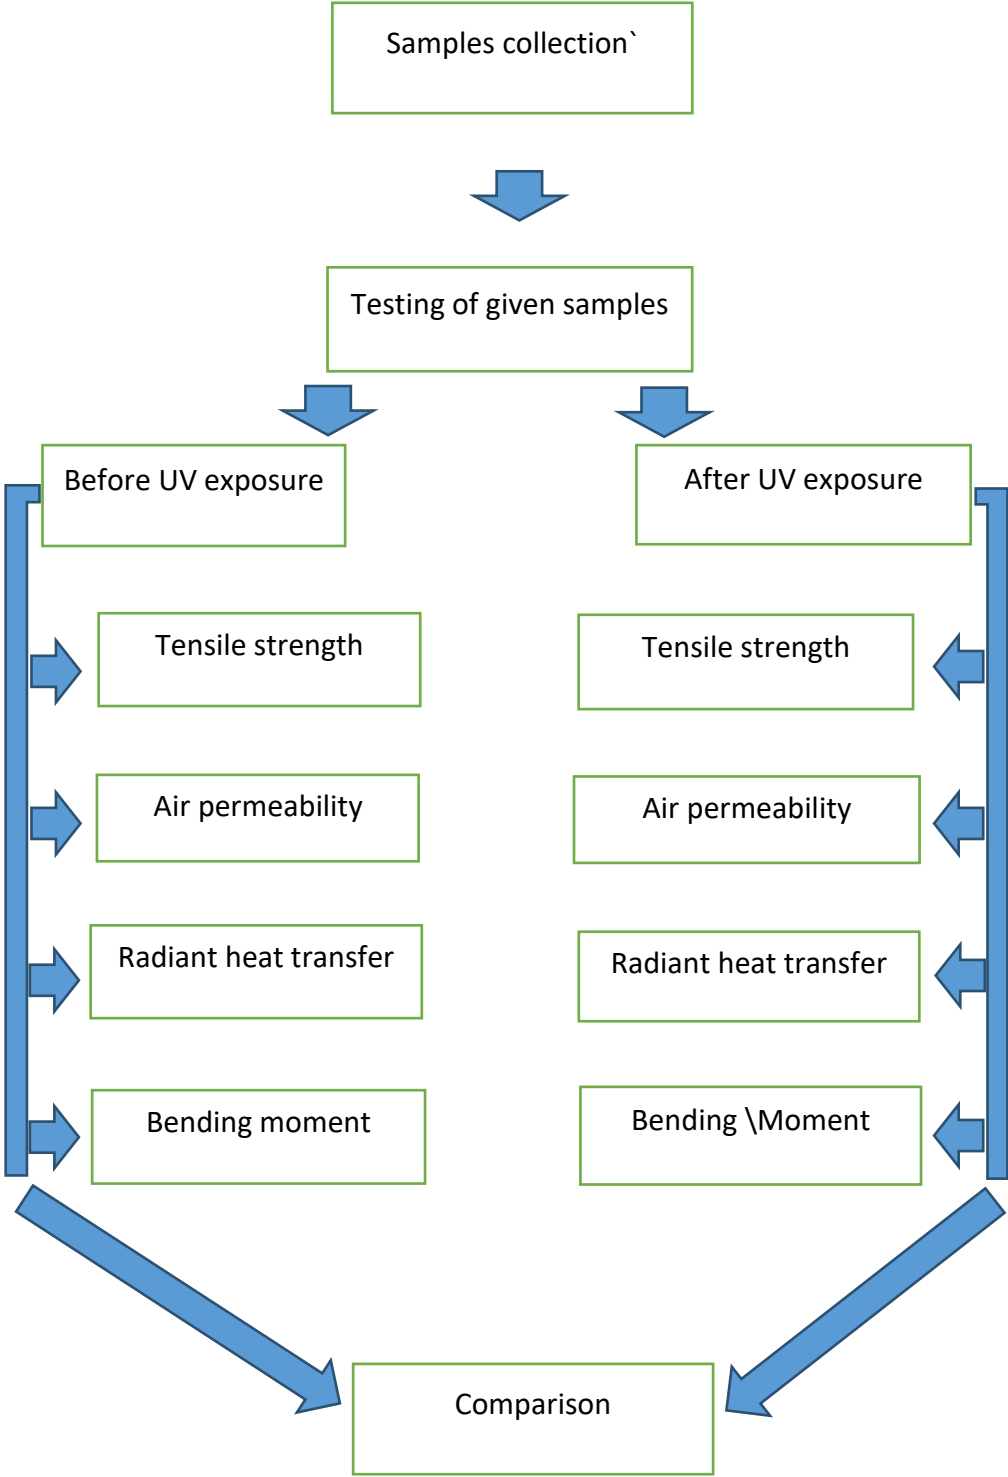 Samples collection`
Testing of given samples
Before UV exposure
After UV exposure
Tensile strength
Tensile strength
Air permeability
Air permeability
Radiant heat transfer
Radiant heat transfer
Bending moment
Bending \Moment
Comparison